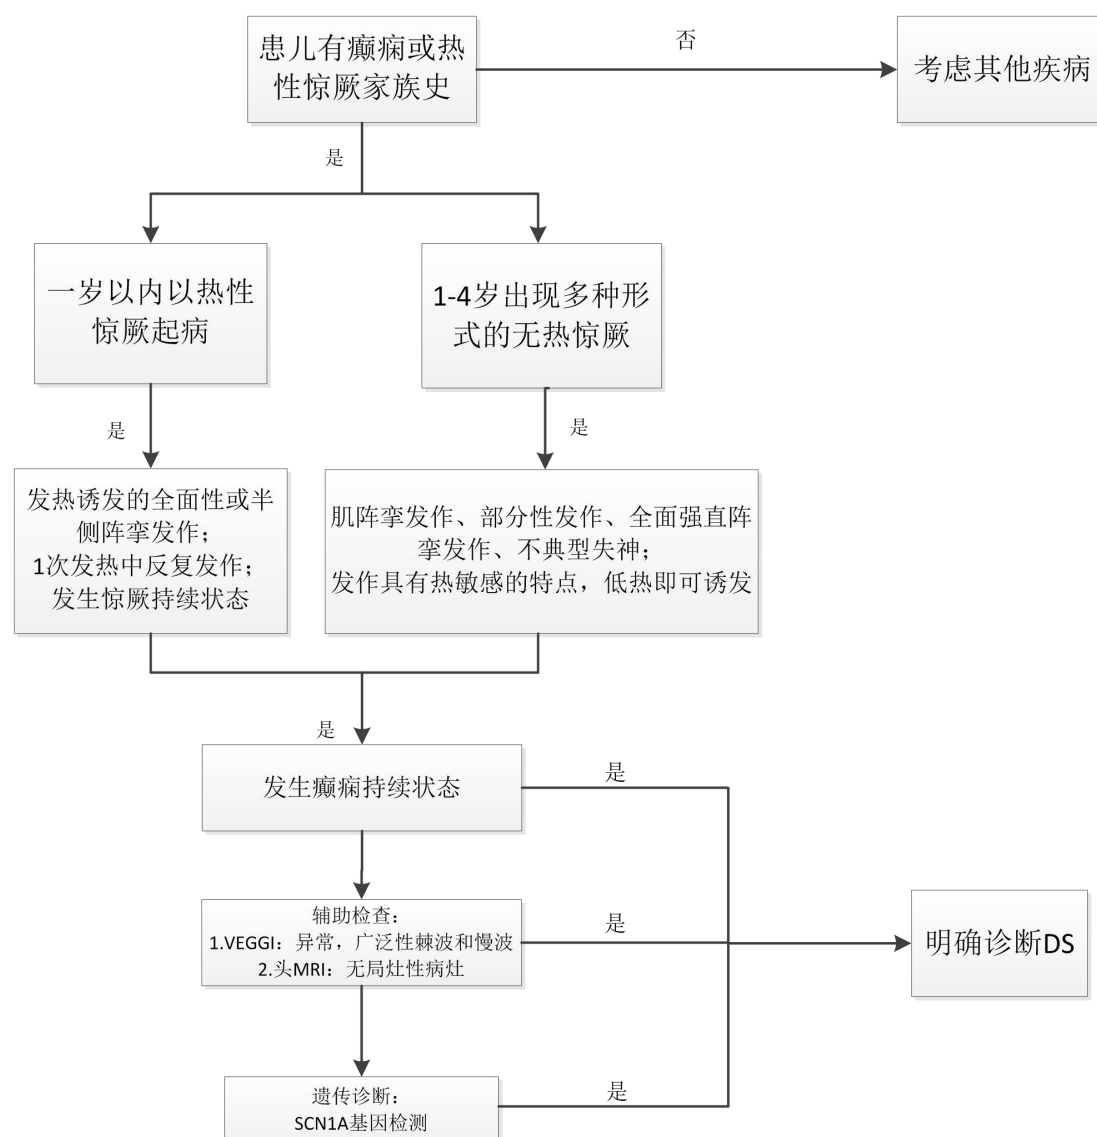 患儿有癫痫或热
性惊厥家族史
否
考虑其他疾病
是
一岁以内以热性
惊厥起病
1-4岁出现多种形
式的无热惊厥
是
是
发热诱发的全面性或半
侧阵挛发作；
1次发热中反复发作；
发生惊厥持续状态
肌阵挛发作、部分性发作、全面强直阵
挛发作、不典型失神；
发作具有热敏感的特点，低热即可诱发
是
发生癫痫持续状态
是
辅助检查：
1.VEGGI：异常，广泛性棘波和慢波
2.头MRI：无局灶性病灶
是
明确诊断DS
遗传诊断：
SCN1A基因检测
是